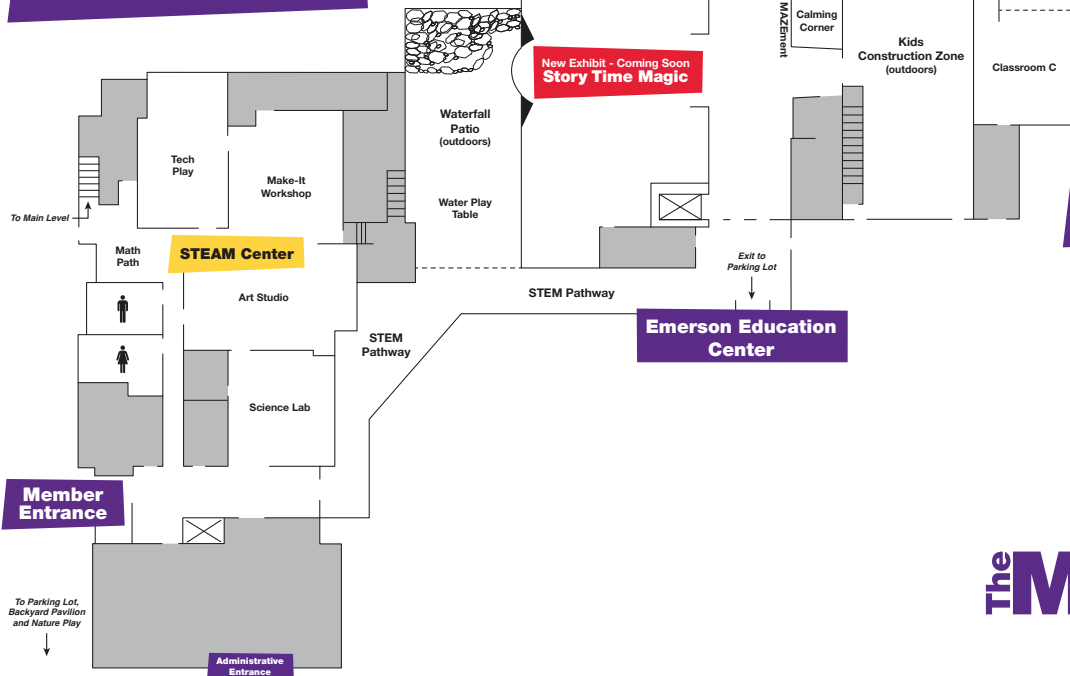 MAZEment
Calming
Corner
Kids
Construction Zone
(outdoors)
Classroom C
New Exhibit - Coming Soon
Story Time Magic
Waterfall
Patio
(outdoors)
Tech
Play
Make-It
Workshop
Water Play
Table
To Main Level
Math
Path
STEAM Center
Exit to
Parking Lot
Art Studio
STEM Pathway
STEM
Pathway
Emerson Education
Center
Science Lab
Member
Entrance
The M
To Parking Lot,
Backyard Pavilion
and Nature Play
Administrative
Entrance